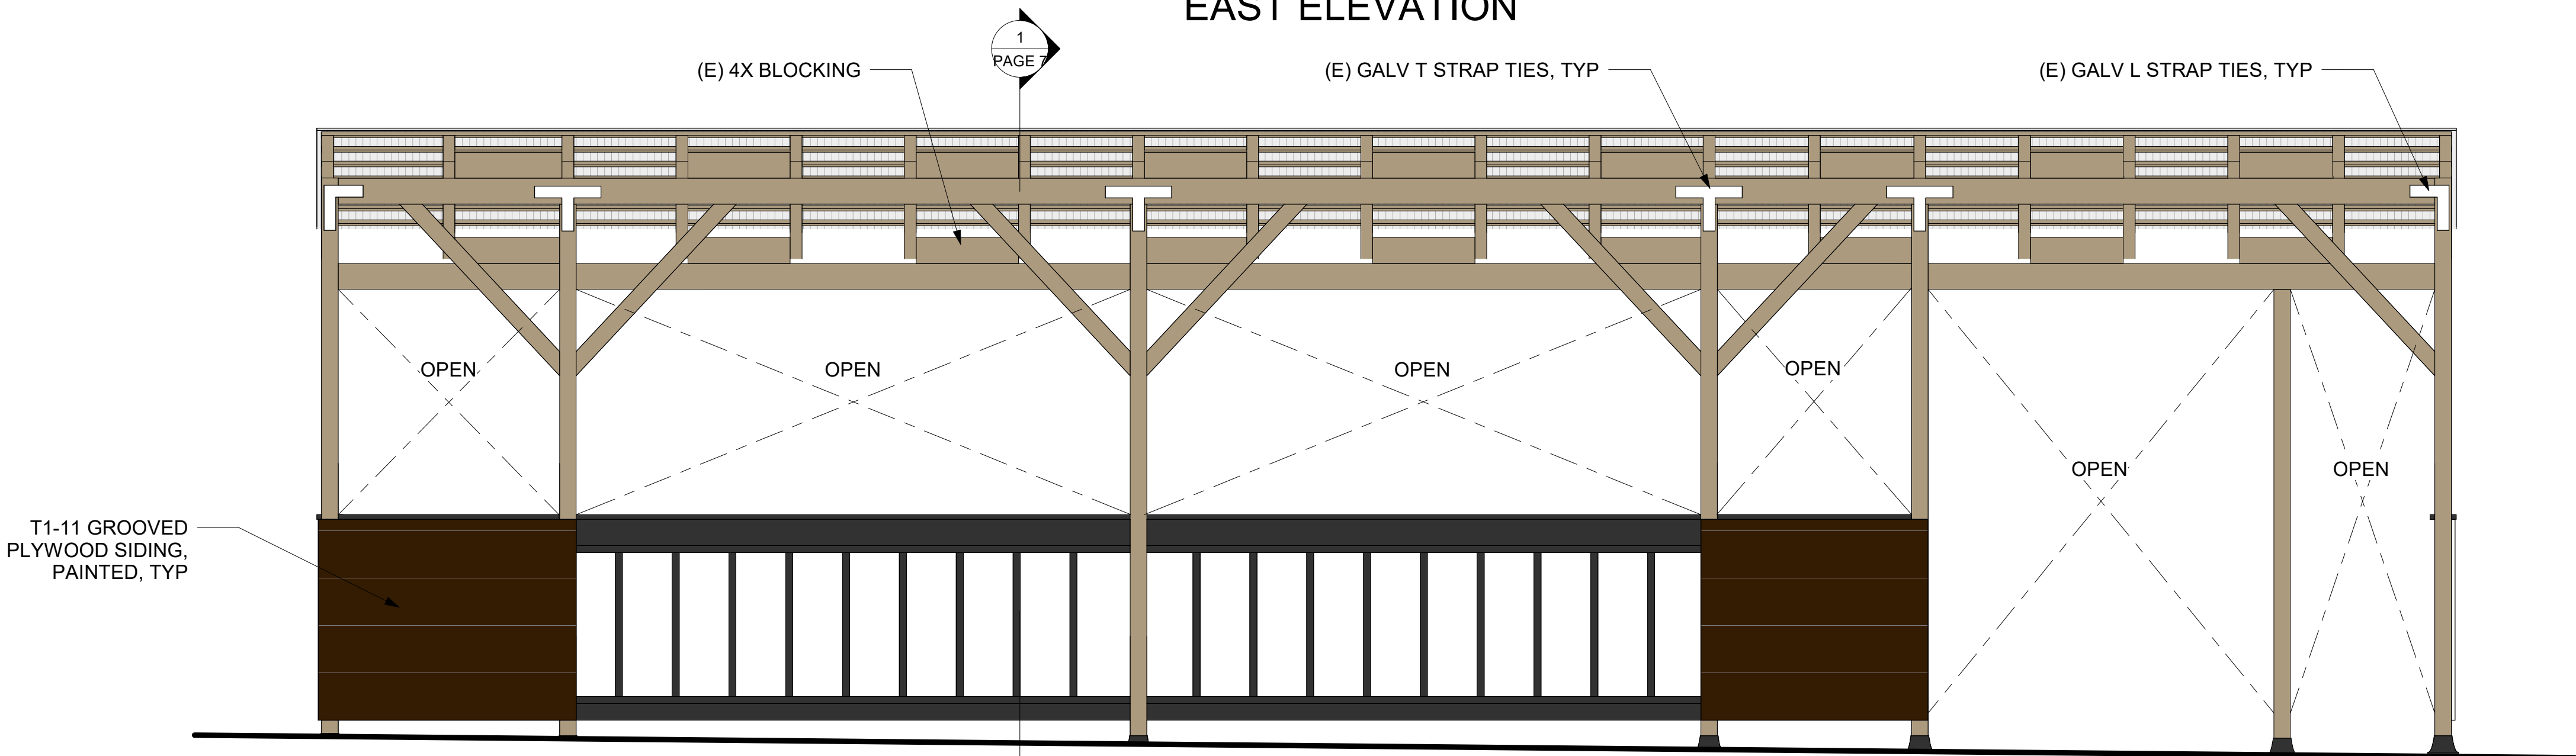 EAST ELEVATION
1
PAGE 7
(E) 4X BLOCKING
(E) GALV T STRAP TIES, TYP
(E) GALV L STRAP TIES, TYP
OPEN
OPEN
OPEN
OPEN
OPEN
OPEN
T1-11 GROOVED
PLYWOOD SIDING,
PAINTED, TYP